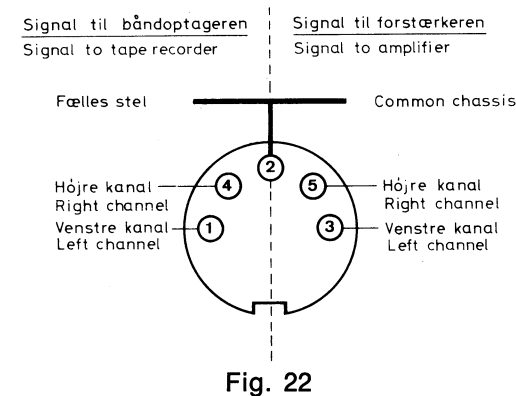 Signal til båndoptageren
Signal to tape recorder
Signal til forstærkeren
Signal to amplifier
Fælles stel
Common chassis
2
4
5
Hójre kanal
Right channel
Hójre kanal
Right channel
1
3
Venstre kanal
Left channel
Venstre kanal
Left channel
Fig. 22